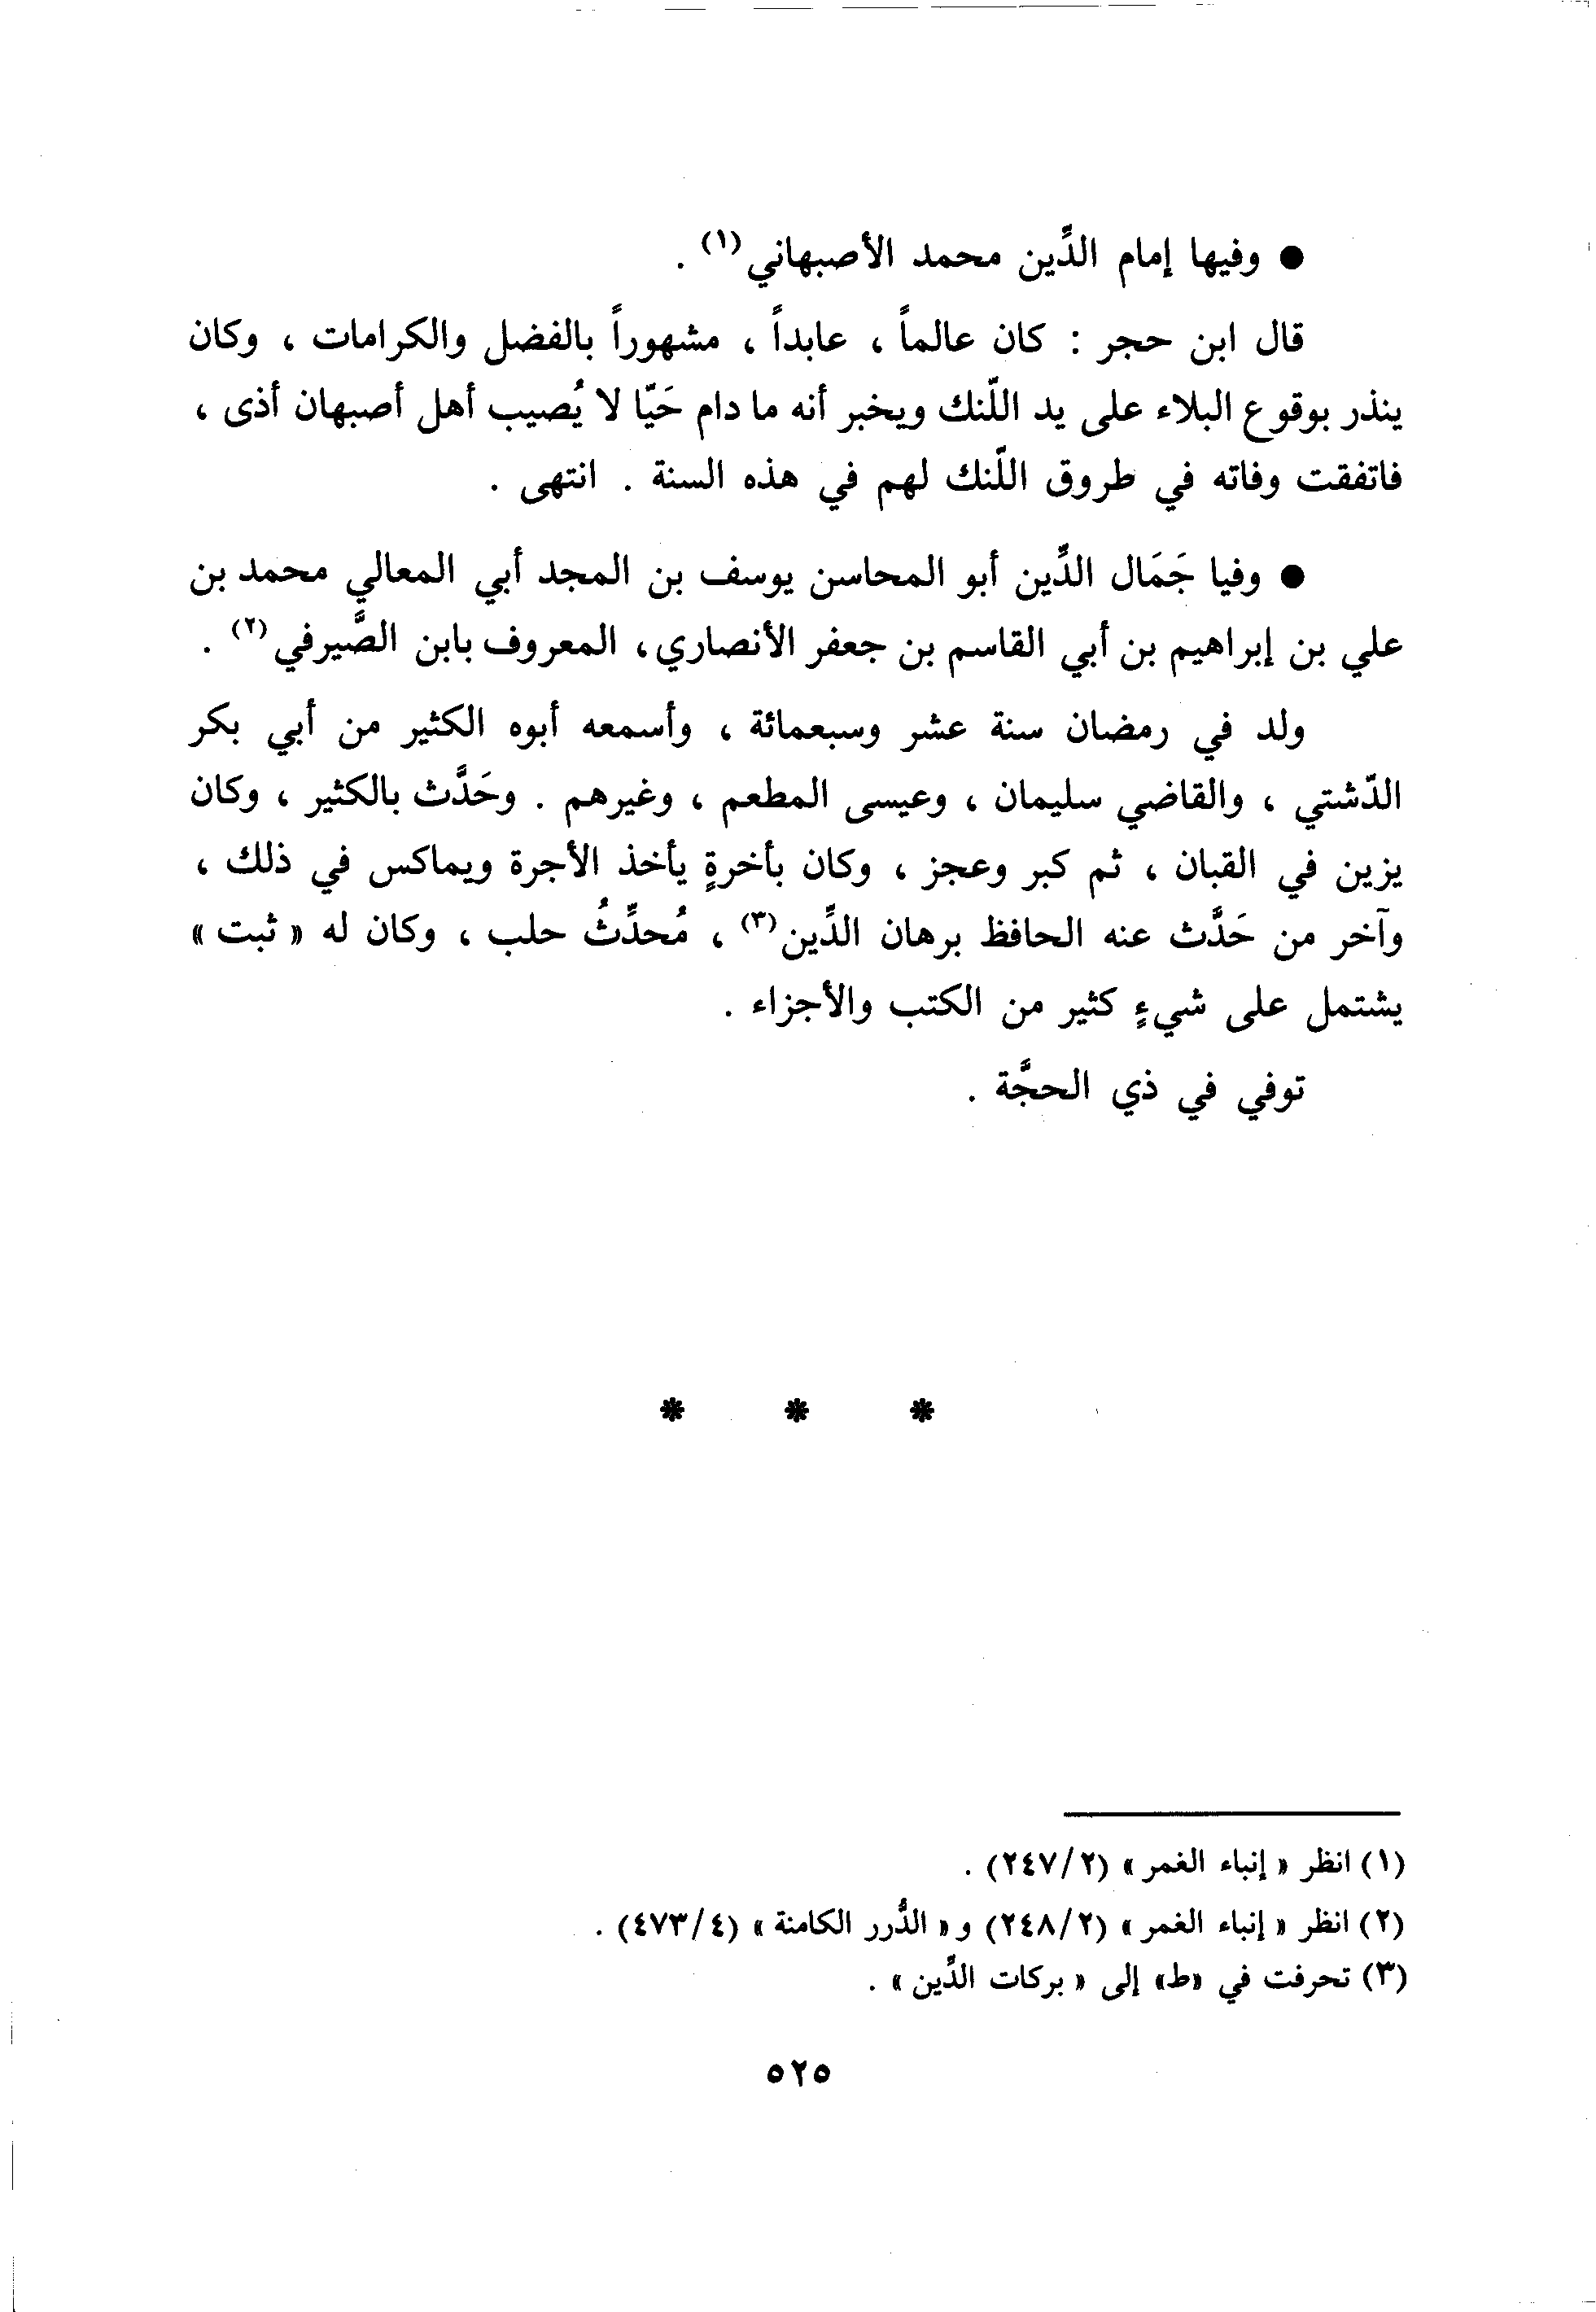 ● وفيها إمام الدِّين محمد الأصبهاني(١) .
قال ابن حجر : كان عالماً ، عابداً ، مشهوراً بالفضل والكرامات ، وكان
ينذر بوقوع البلاء على يد اللّنك ويخبر أنه ما دام حَيّا لا يُصيب أهل أصبهان أذى ،
فاتفقت وفاته في طروق اللّنك لهم في هذه السنة . انتهى .
● وفيا جَمَال الدِّين أبو المحاسن يوسف بن المجد أبي المعالي محمد بن
علي بن إبراهيم بن أبي القاسم بن جعفر الأنصاري، المعروف بابن الصَّيرفي(٢) .
ولد في رمضان سنة عشر وسبعمائة ، وأسمعه أبوه الكثير من أبي بكر
الدّشتي ، والقاضي سليمان ، وعيسى المطعم ، وغيرهم . وحَدَّث بالكثير ، وكان
يزين في القبان ، ثم كبر وعجز ، وكان بأخرةٍ يأخذ الأجرة ويماكس في ذلك ،
وآخر من حَدَّث عنه الحافظ برهان الدِّين(٣) ، مُحدِّثُ حلب ، وكان له « ثبت »
يشتمل على شيءٍ كثير من الكتب والأجزاء .
توفي في ذي الحجَّة .
* * *
(١) انظر « إنباء الغمر » (٢٤٧/٢) .
(٢) انظر « إنباء الغمر » (٢٤٨/٢) و « الدُّرر الكامنة » (٤٧٣/٤) .
(٣) تحرفت في «ط» إلى « بركات الدِّين » .
٥٢٥